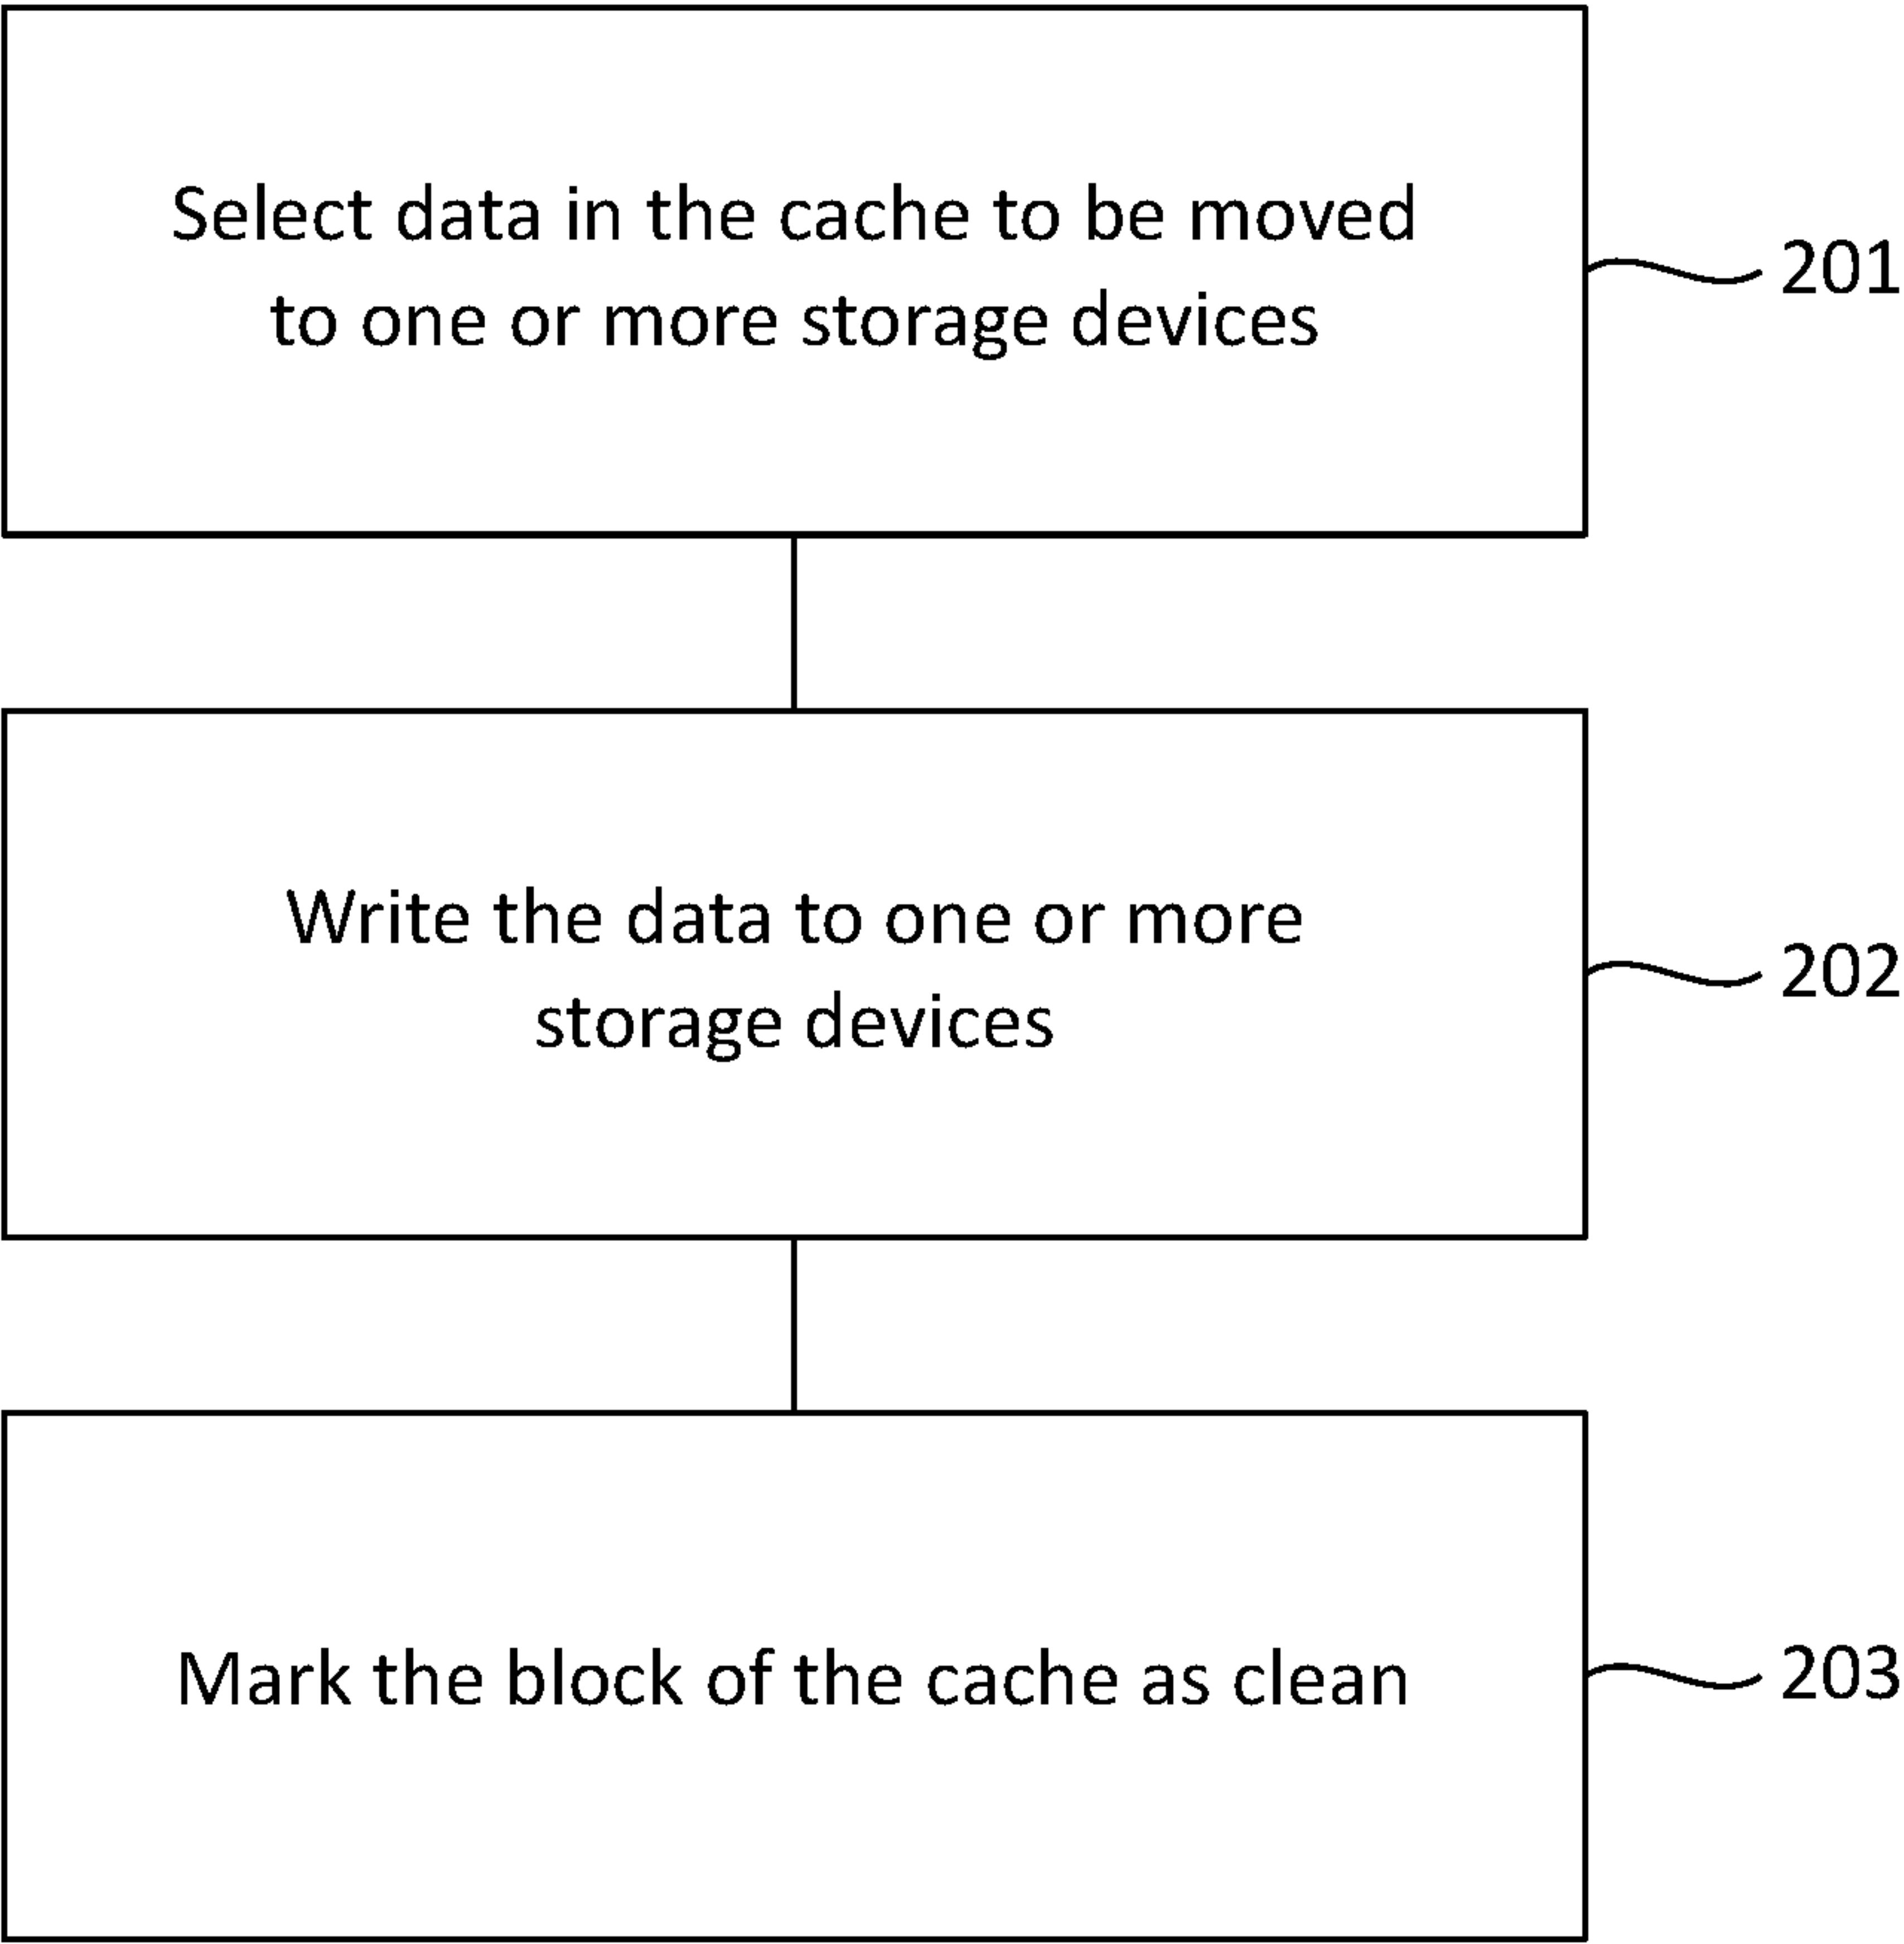 Select data in the cache to be moved
to one or more storage devices
201
Write the data to one or more
storage devices
202
Mark the block of the cache as clean
203